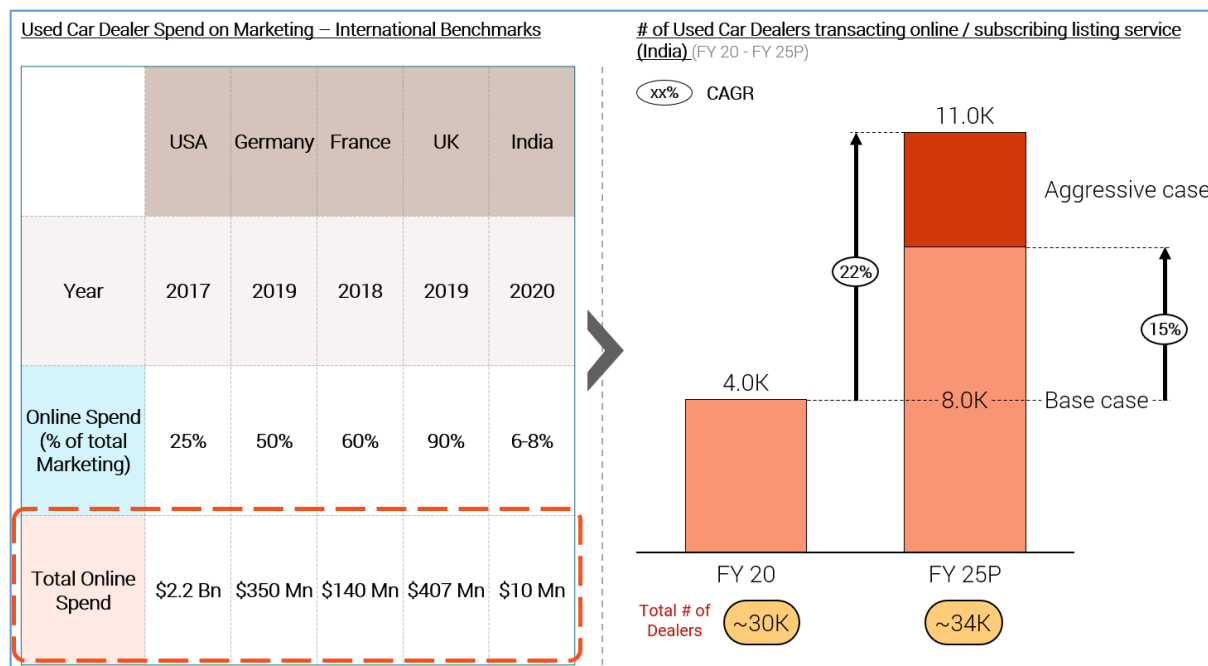 Used Car Dealer Spend on Marketing – International Benchmarks
USA Germany France UK India
Year 2017 2019 2018 2019 2020
Online Spend
(% of total
Marketing)
25% 50% 60% 90% 6-8%
Total Online
Spend
$2.2 Bn $350 Mn $140 Mn $407 Mn $10 Mn
# of Used Car Dealers transacting online / subscribing listing service
(India) (FY 20 - FY 25P)
xx% CAGR
11.0K
Aggressive case
22%
15%
4.0K
8.0K
Base case
FY 20 FY 25P
Total # of
Dealers
~30K ~34K